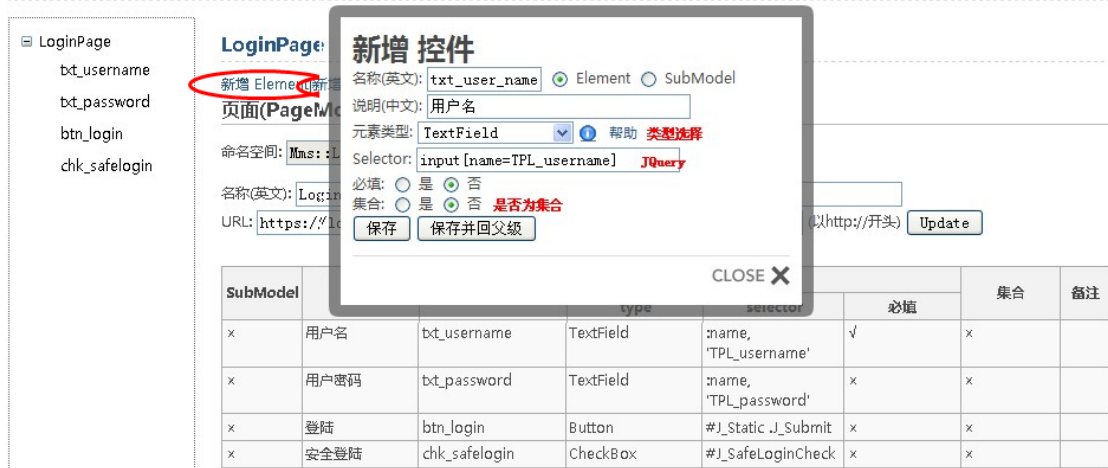 LoginPage
txt_username
txt_password
btn_login
chk_safelogin
LoginPage
新增 Element 新增
页面(PageMo
命名空间: Mms::L
名称(英文): Login
URL: https://lo
(以http://开头) Update
新增 控件
名称(英文): txt_user_name Element SubModel
说明(中文): 用户名
元素类型: TextField 帮助 类型选择
Selector: input[name=TPL_username] JQuery
必填: 是 否
集合: 是 否 是否为集合
保存 保存并回父级
CLOSE
SubModel 集合 备注
type selector 必填
x 用户名 txt_username TextField :name, 'TPL_username' √ x
x 用户密码 txt_password TextField :name, 'TPL_password' x x
x 登陆 btn_login Button #J_Static .J_Submit x x
x 安全登陆 chk_safelogin CheckBox #J_SafeLoginCheck x x